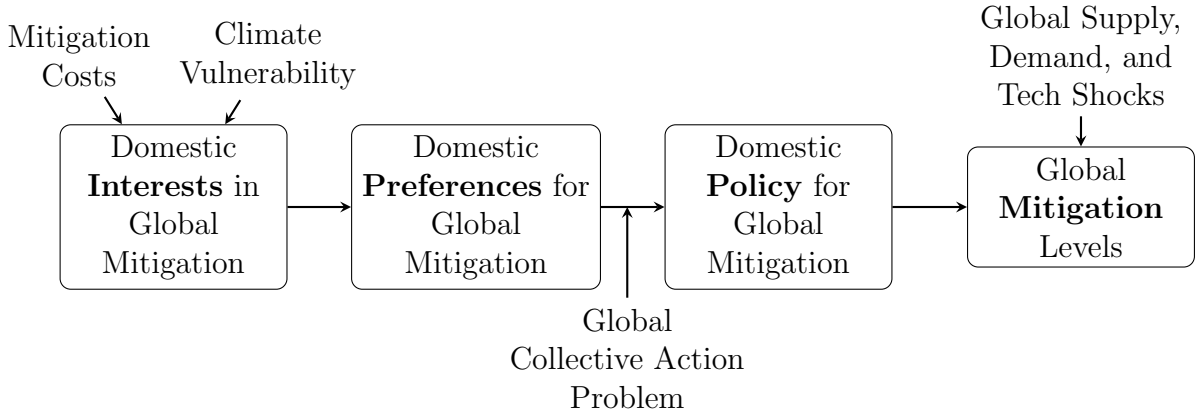 Mitigation
Costs
Climate
Vulnerability
Global Supply,
Demand, and
Tech Shocks
Domestic
Interests in
Global
Mitigation
Domestic
Preferences for
Global
Mitigation
Domestic
Policy for
Global
Mitigation
Global
Mitigation
Levels
Global
Collective Action
Problem